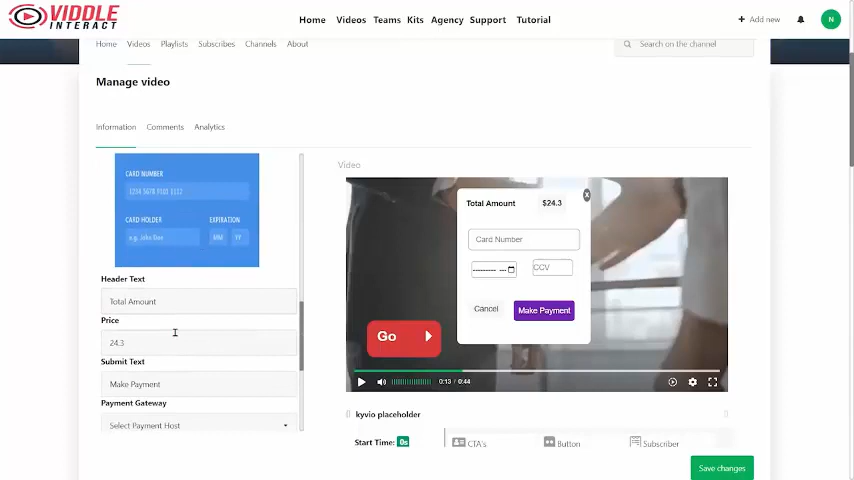 VIDDLE
INTERACT
Home Videos Teams Kits Agency Support Tutorial
Add new
N
Home Videos Playlists Subscribes Channels About
Search on the channel
Manage video
Information Comments Analytics
CARD NUMBER
1234 5678 9101 1112
CARD HOLDER EXPIRATION
e.g. John Doe MM YY
Header Text
Total Amount
Price
24.3
Submit Text
Make Payment
Payment Gateway
Select Payment Host
Video
X
Total Amount $24.3
Card Number
--------- --- CCV
Cancel Make Payment
Go
0:13 / 0:44
kyvio placeholder
Start Time: 0s
CTA's Button Subscriber
Save changes